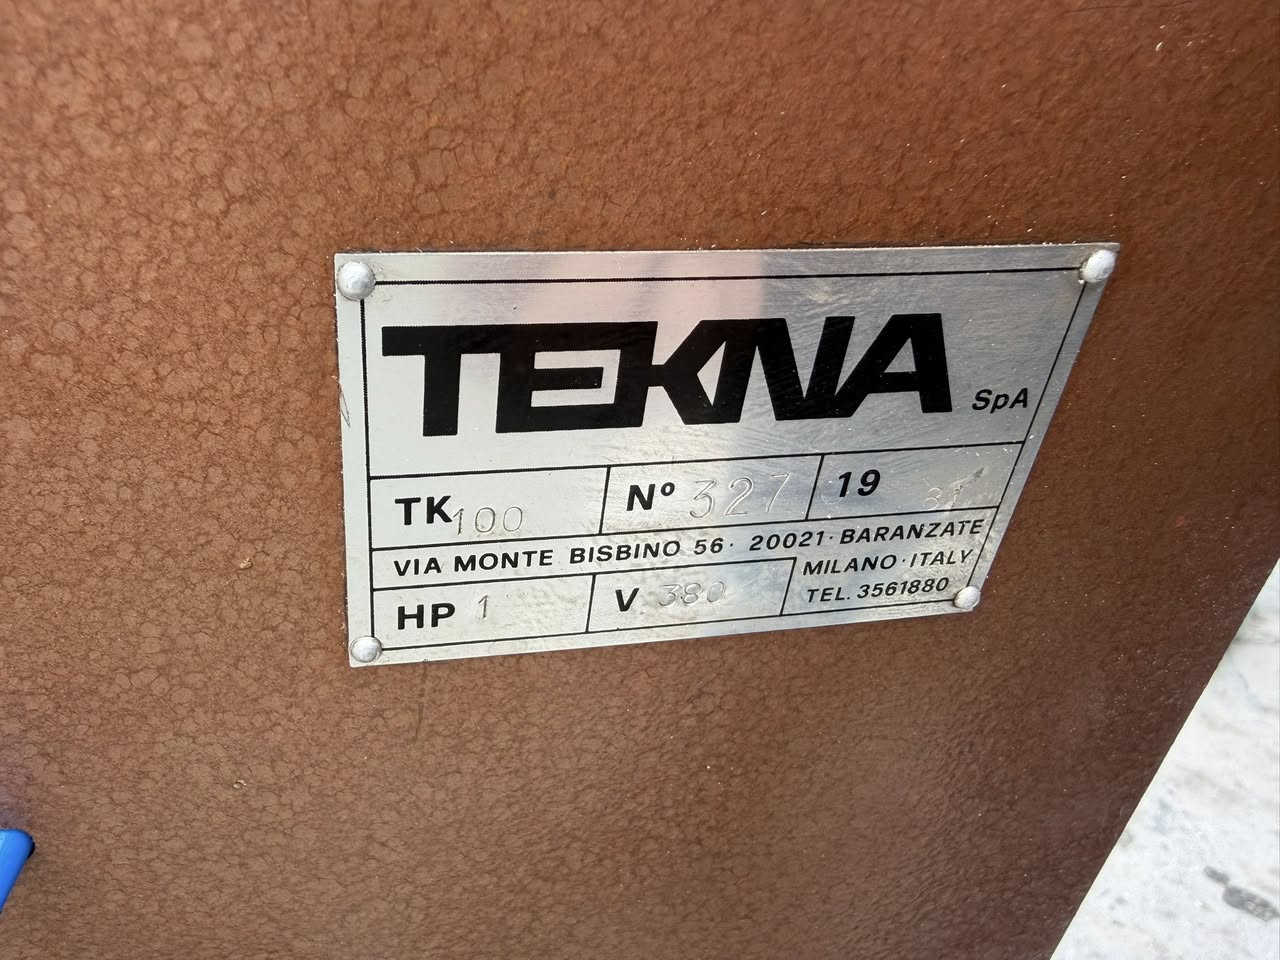 TEKNA SpA
TK 100 Nº 327 19
VIA MONTE BISBINO 56 · 20021 · BARANZATE
MILANO · ITALY
HP 1 V 380 TEL. 3561880